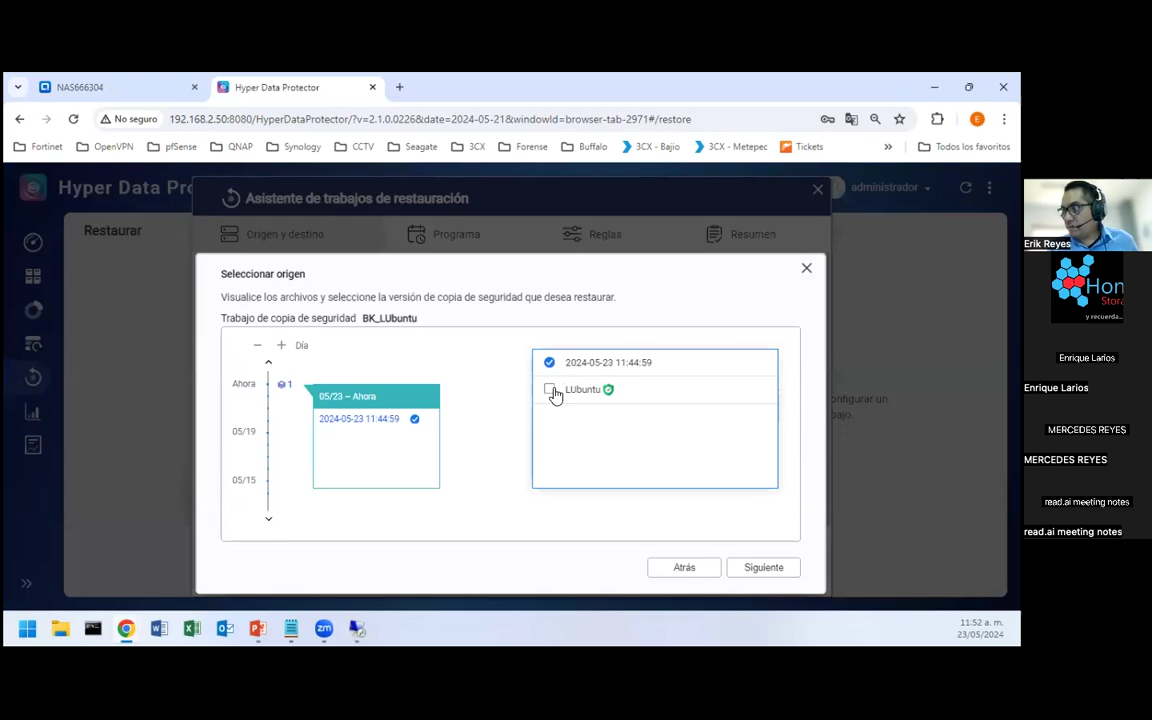 NAS666304
Hyper Data Protector
No seguro
192.168.2.50:8080/HyperDataProtector/?v=2.1.0.0226&date=2024-05-21&windowId=browser-tab-2971#/restore
E
Fortinet
OpenVPN
pfSense
QNAP
Synology
CCTV
Seagate
3CX
Forense
Buffalo
3CX - Bajio
3CX - Metepec
Tickets
»
Todos los favoritos
Hyper Data Pro
Asistente de trabajos de restauración
administrador
Restaurar
Origen y destino
Programa
Reglas
Resumen
Seleccionar origen
Visualice los archivos y seleccione la versión de copia de seguridad que desea restaurar.
Trabajo de copia de seguridad BK_LUbuntu
− + Día
Ahora
1
05/23 – Ahora
2024-05-23 11:44:59
05/19
05/15
2024-05-23 11:44:59
LUbuntu
Atrás
Siguiente
onfigurar un
bajo.
11:52 a. m.
23/05/2024
Erik Reyes
Hon
Stora
y recuerda...
Enrique Larios
Enrique Larios
MERCEDES REYES
MERCEDES REYES
read.ai meeting notes
read.ai meeting notes